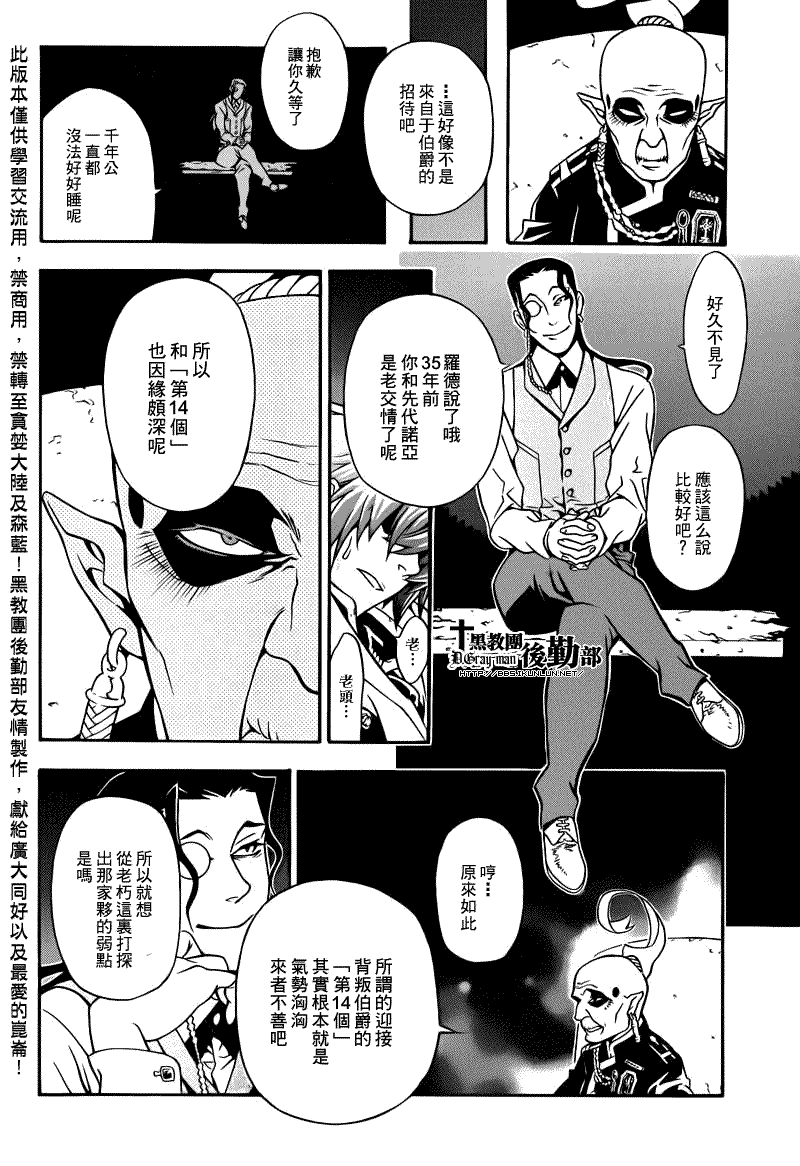 …這好像不是
來自于伯爵的
招待吧
抱歉
讓你久等了
千年公
一直都
沒法好好
睡呢
好久不見了
應該這么說
比較好吧?
羅德說了哦
35年前
你和先代諾亞
是老交情了呢
所以
和「第14個」
也因緣頗深呢
老…
老頭…
十黑教團
D.Gray-man後勤部
HTTP://BBSIKUNLUN.NET/
哼…
原來如此
所謂的迎接
背叛伯爵的
「第14個」
其實根本就是
氣勢洶洶
來者不善吧
所以就想
從老朽這裏打探
出那家夥的弱點
是嗎
此版本僅供學習交流用,禁商用,禁轉至貪婪大陸及森藍!黑教團後勤部友情製作,獻給廣大同好以及最愛的崑崙!